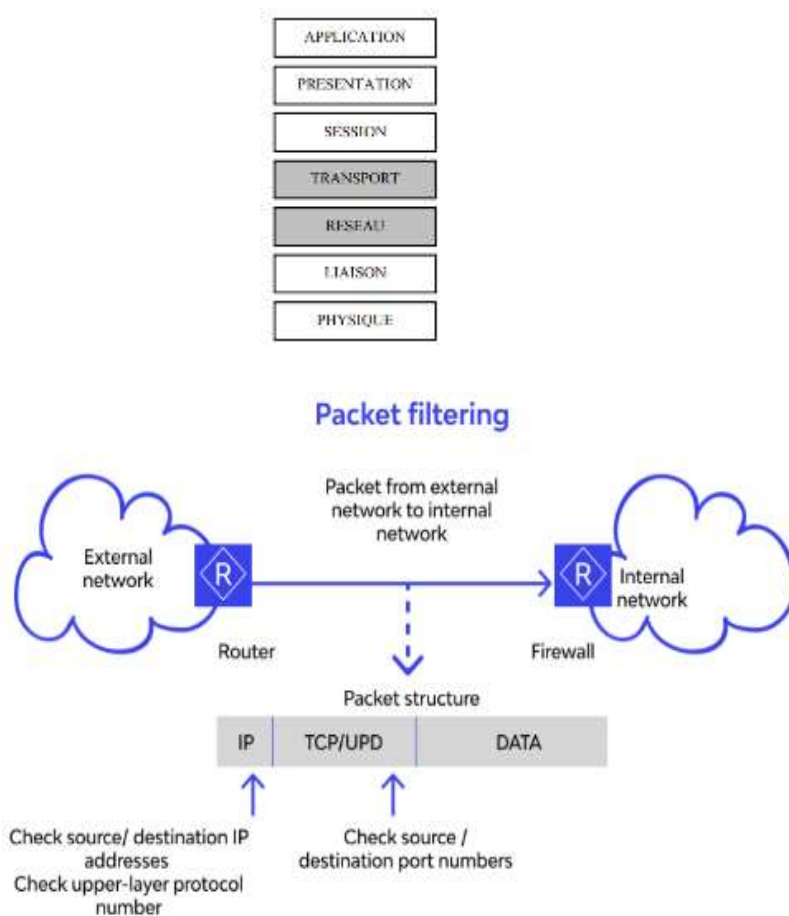 APPLICATION
PRESENTATION
SESSION
TRANSPORT
RESEAU
LIAISON
PHYSIQUE
Packet filtering
Packet from external
network to internal
network
External
network
R
R
Internal
network
Router
Firewall
Packet structure
IP
TCP/UPD
DATA
Check source/ destination IP
addresses
Check upper-layer protocol
number
Check source /
destination port numbers